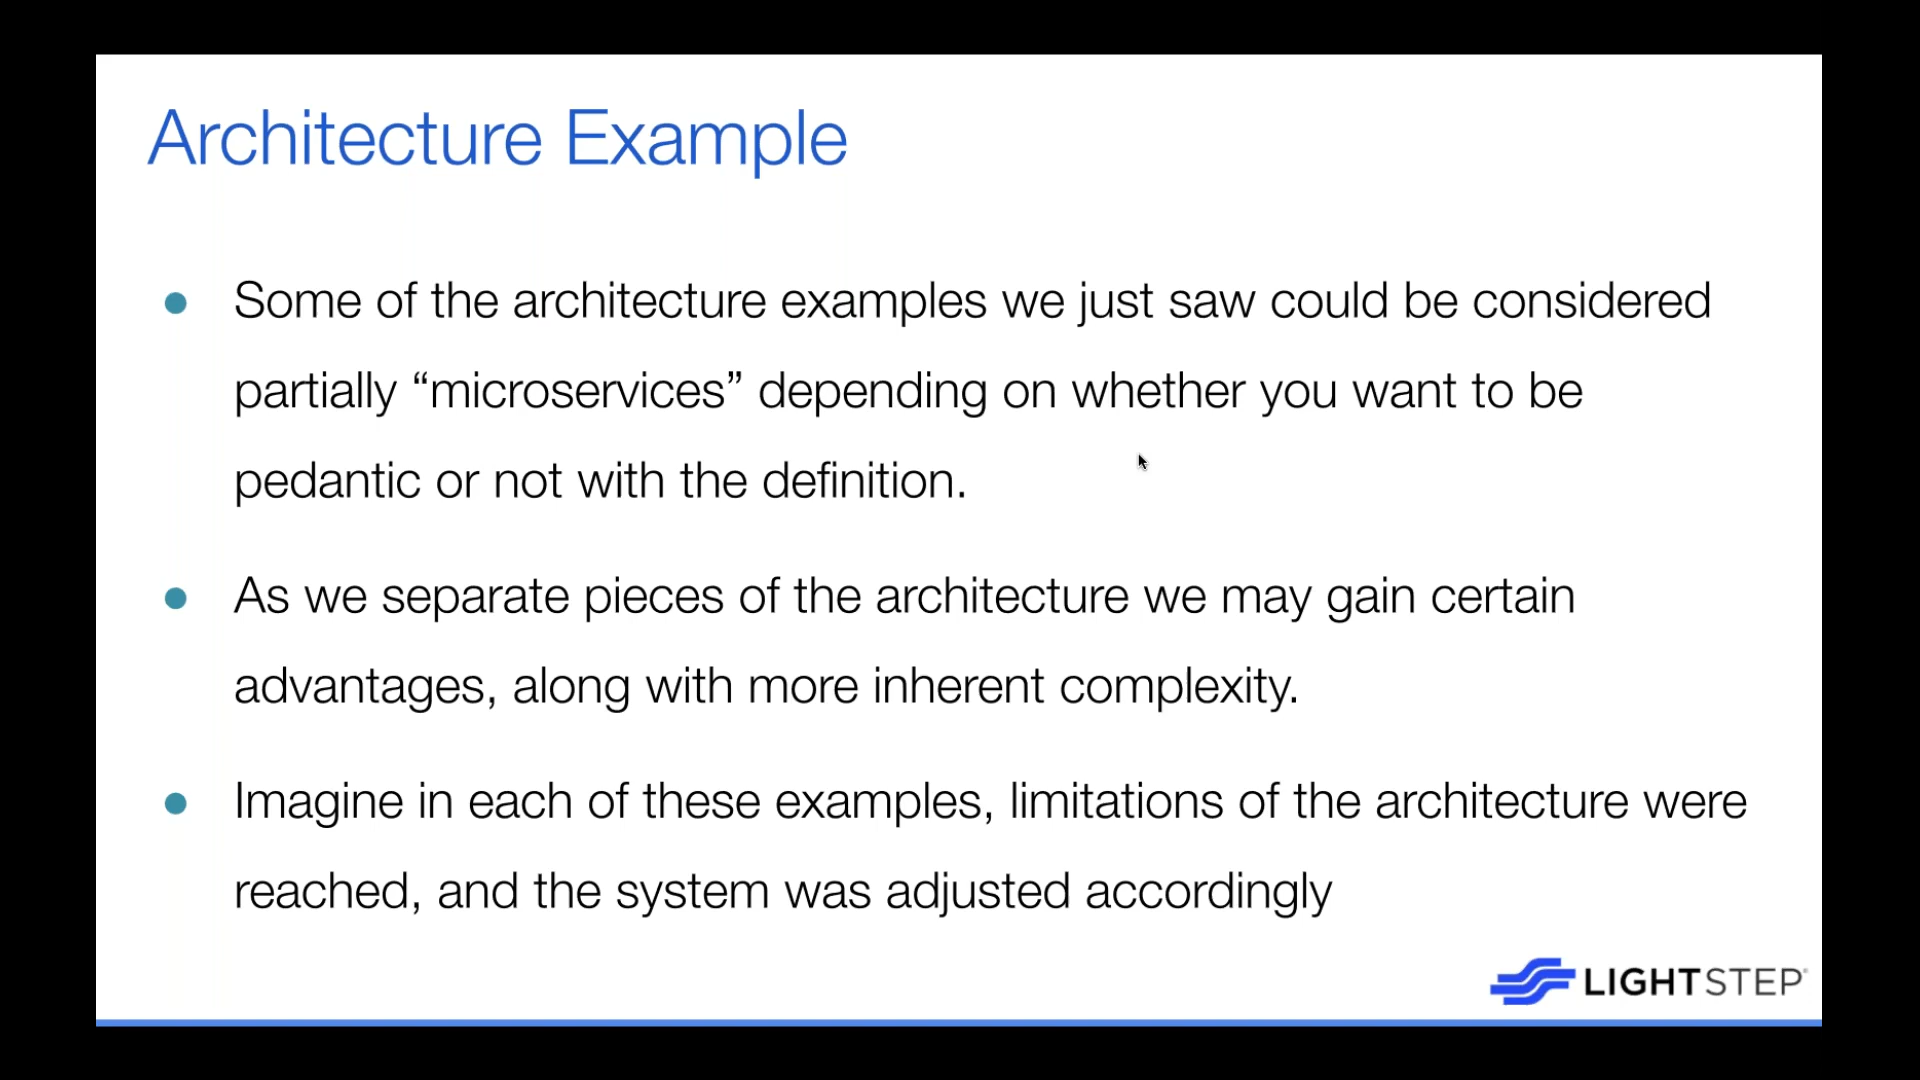 Architecture Example
Some of the architecture examples we just saw could be considered
partially “microservices” depending on whether you want to be
pedantic or not with the definition.
As we separate pieces of the architecture we may gain certain
advantages, along with more inherent complexity.
Imagine in each of these examples, limitations of the architecture were
reached, and the system was adjusted accordingly
LIGHTSTEP